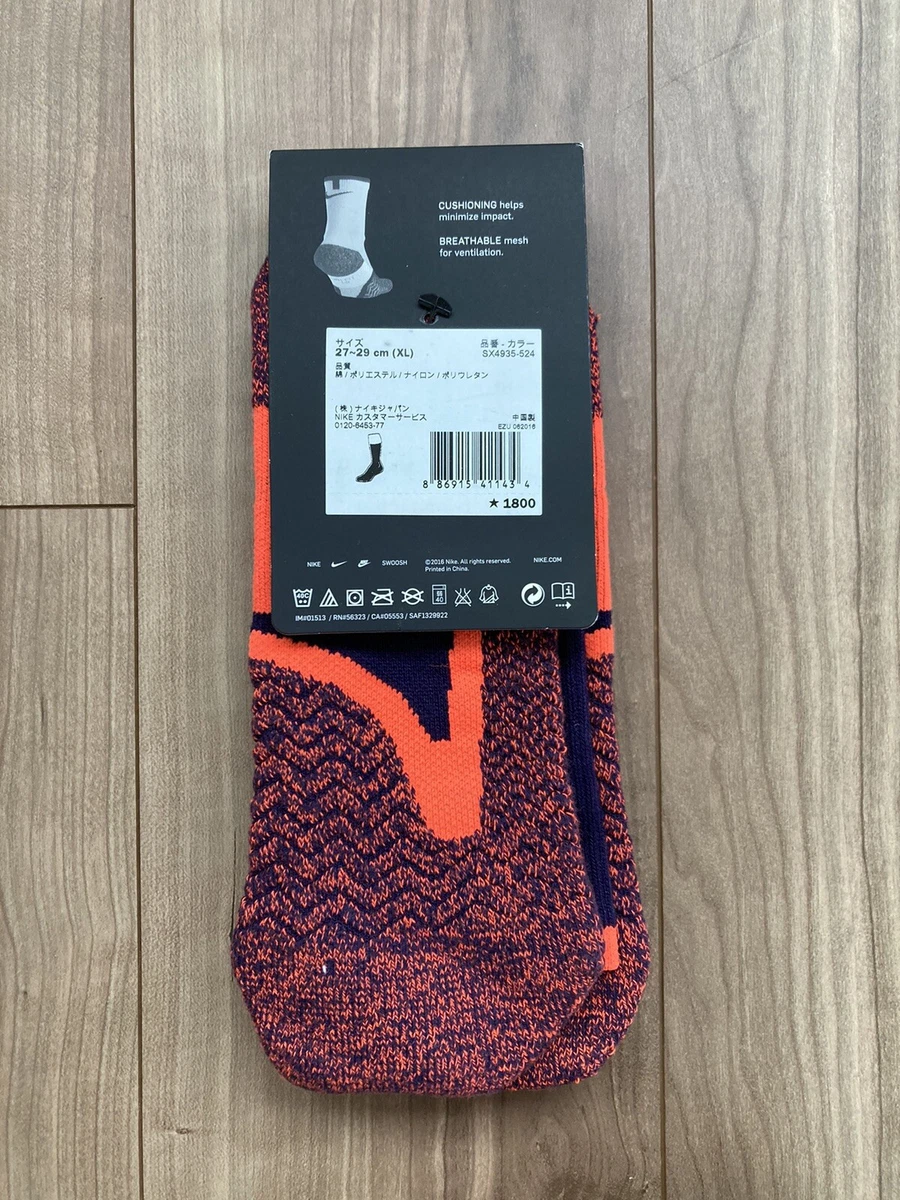 CUSHIONING helps
minimize impact.
BREATHABLE mesh
for ventilation.
サイズ
27~29 cm (XL)
品番 - カラー
SX4935-524
品質
綿 / ポリエステル / ナイロン / ポリウレタン
(株) ナイキジャパン
NIKE カスタマーサービス
0120-6453-77
中国製
EZU 062016
8 86915 41143 4
★ 1800
NIKE SWOOSH ©2016 Nike. All rights reserved. NIKE.COM
Printed in China.
40C
IM#01513 / RN#56323 / CA#05553 / SAF1329922